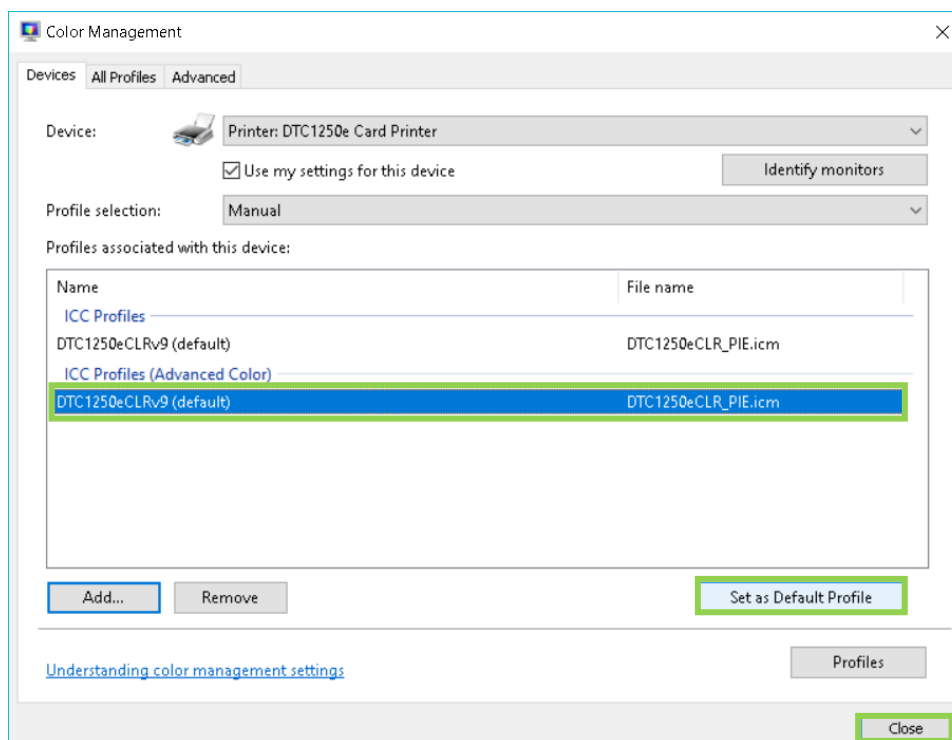 Color Management
Devices All Profiles Advanced
Device: Printer: DTC1250e Card Printer
Use my settings for this device Identify monitors
Profile selection: Manual
Profiles associated with this device:
Name File name
ICC Profiles
DTC1250eCLRv9 (default) DTC1250eCLR_PIE.icm
ICC Profiles (Advanced Color)
DTC1250eCLRv9 (default) DTC1250eCLR_PIE.icm
Add... Remove Set as Default Profile
Understanding color management settings Profiles
Close